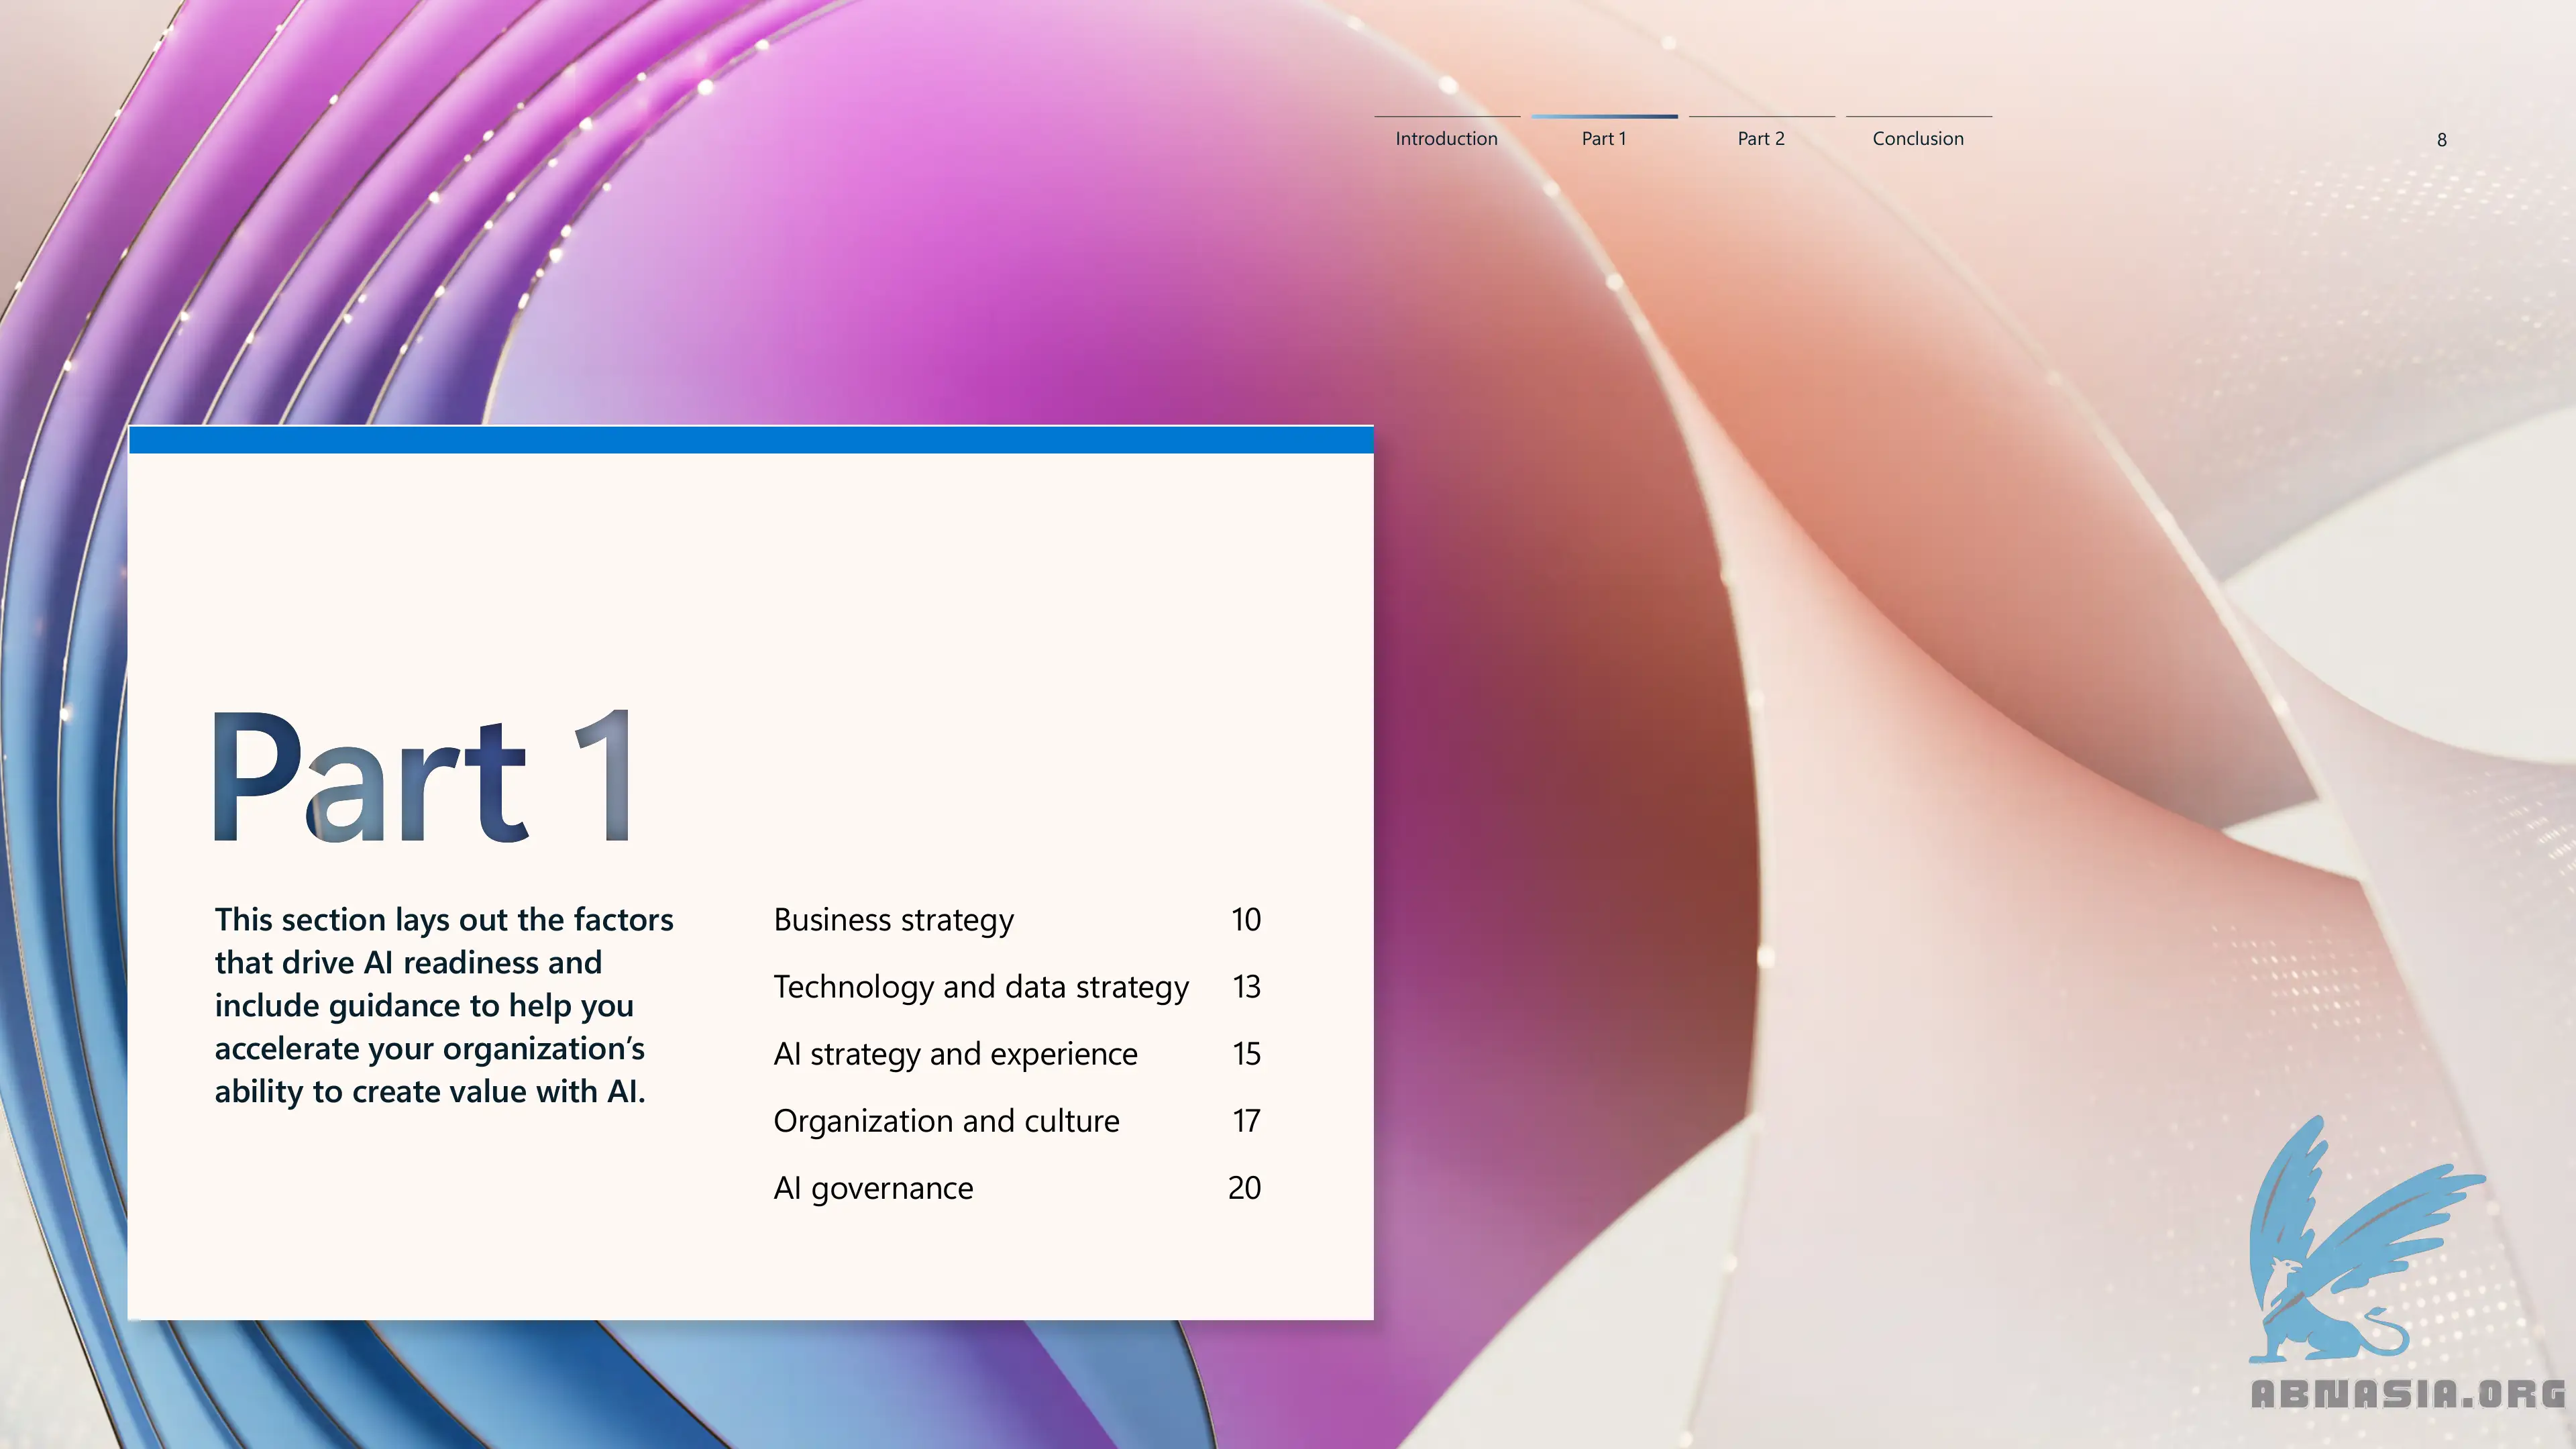 Introduction
Part 1
Part 2
Conclusion
8
Part 1
This section lays out the factors
that drive AI readiness and
include guidance to help you
accelerate your organization’s
ability to create value with AI.
Business strategy 10
Technology and data strategy 13
AI strategy and experience 15
Organization and culture 17
AI governance 20
ABNASIA.ORG